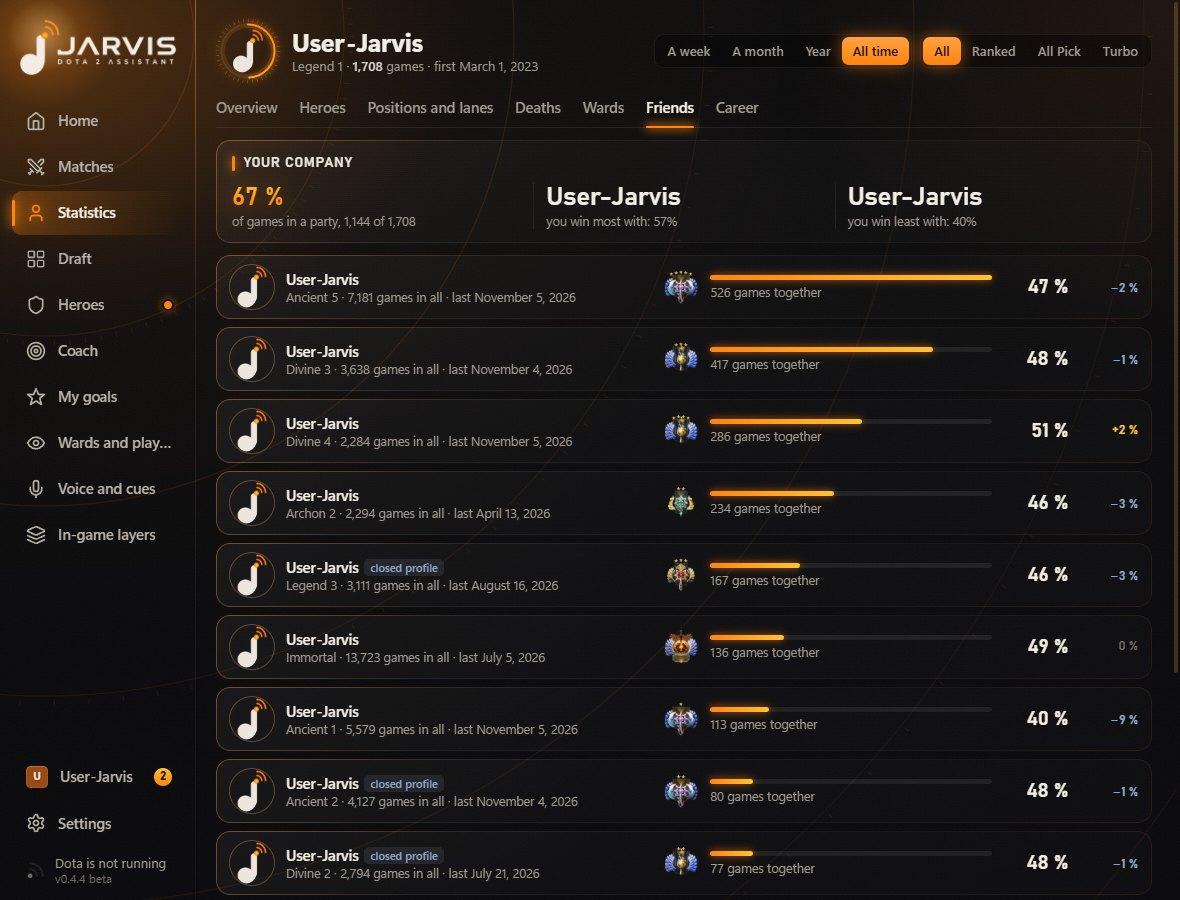 JARVIS
DOTA 2 ASSISTANT
Home
Matches
Statistics
Draft
Heroes
Coach
My goals
Wards and play...
Voice and cues
In-game layers
U User-Jarvis 2
Settings
Dota is not running
v0.4.4 beta
User-Jarvis
Legend 1 · 1,708 games · first March 1, 2023
A week A month Year All time All Ranked All Pick Turbo
Overview Heroes Positions and lanes Deaths Wards Friends Career
YOUR COMPANY
67 %
of games in a party, 1,144 of 1,708
User-Jarvis
you win most with: 57%
User-Jarvis
you win least with: 40%
User-Jarvis
Ancient 5 · 7,181 games in all · last November 5, 2026
526 games together
47 % −2 %
User-Jarvis
Divine 3 · 3,638 games in all · last November 4, 2026
417 games together
48 % −1 %
User-Jarvis
Divine 4 · 2,284 games in all · last November 5, 2026
286 games together
51 % +2 %
User-Jarvis
Archon 2 · 2,294 games in all · last April 13, 2026
234 games together
46 % −3 %
User-Jarvis closed profile
Legend 3 · 3,111 games in all · last August 16, 2026
167 games together
46 % −3 %
User-Jarvis
Immortal · 13,723 games in all · last July 5, 2026
136 games together
49 % 0 %
User-Jarvis
Ancient 1 · 5,579 games in all · last November 5, 2026
113 games together
40 % −9 %
User-Jarvis closed profile
Ancient 2 · 4,127 games in all · last November 4, 2026
80 games together
48 % −1 %
User-Jarvis closed profile
Divine 2 · 2,794 games in all · last July 21, 2026
77 games together
48 % −1 %